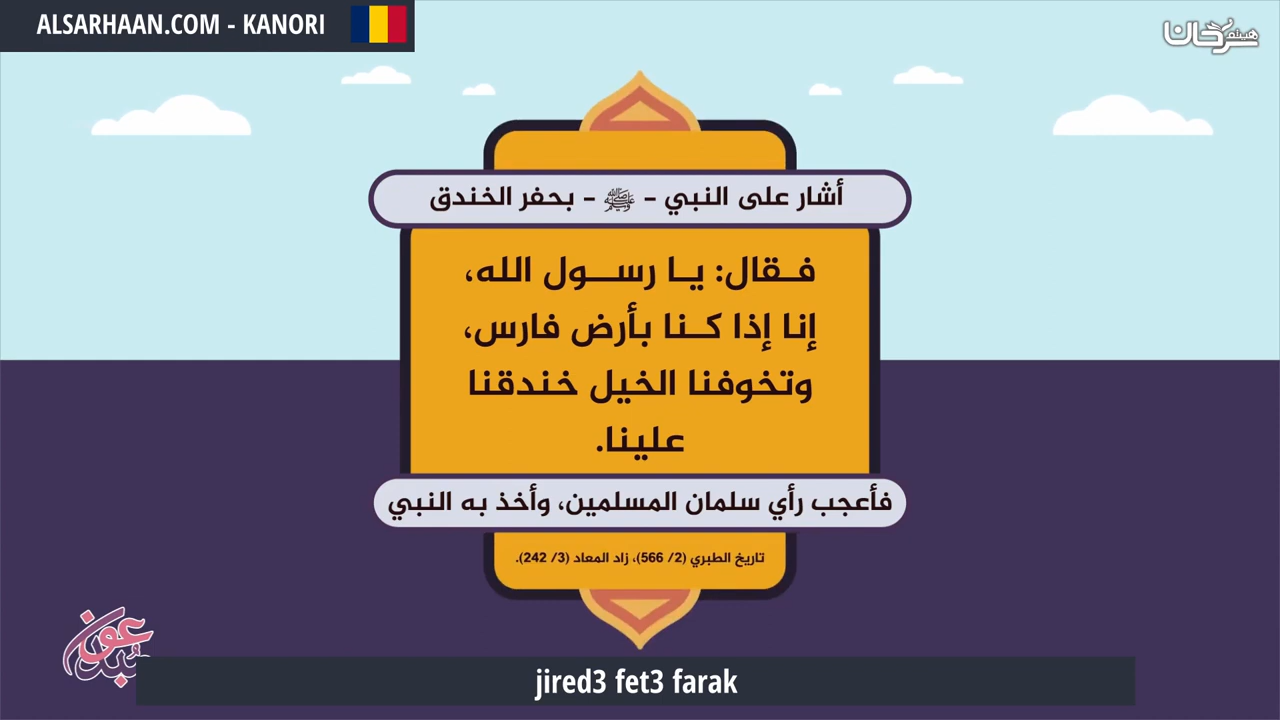 ALSARHAAN.COM - KANORI
هيثم سرحان
أشار على النبي - ﷺ - بحفر الخندق
فقال: يا رسول الله،
إنا إذا كنا بأرض فارس،
وتخوفنا الخيل خندقنا
علينا.
فأعجب رأي سلمان المسلمين، وأخذ به النبي
تاريخ الطبري (2/ 566)، زاد المعاد (3/ 242).
jired3 fet3 farak